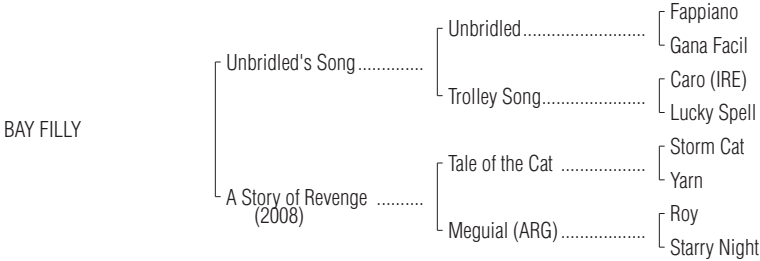 Fappiano
Unbridled..........................
Gana Facil
Unbridled's Song..............
Caro (IRE)
Trolley Song......................
Lucky Spell
BAY FILLY
Storm Cat
Tale of the Cat ..................
Yarn
A Story of Revenge ..........
(2008)
Roy
Meguial (ARG)..................
Starry Night